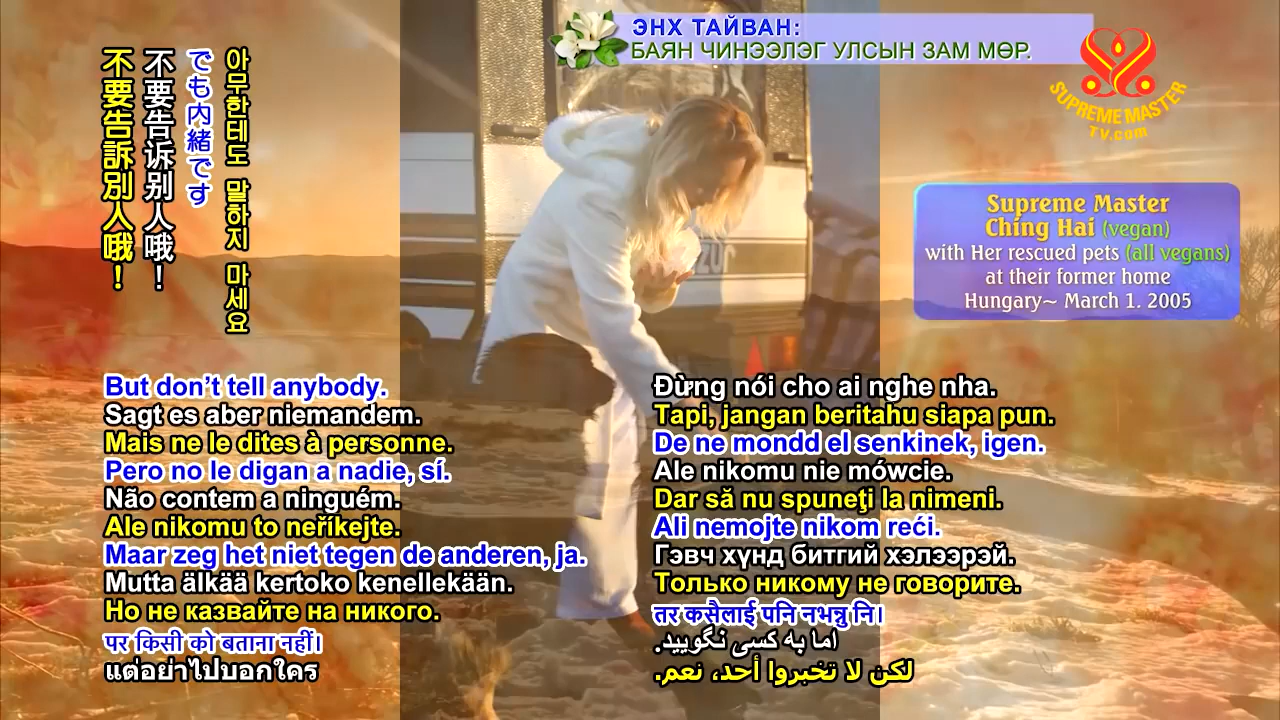 ЭНХ ТАЙВАН:
БАЯН ЧИНЭЭЛЭГ УЛСЫН ЗАМ МӨР.
SUPREME MASTER
TV.com
Supreme Master
Ching Hai (vegan)
with Her rescued pets (all vegans)
at their former home
Hungary~ March 1. 2005
不要告訴別人哦！
不要告诉别人哦！
でも内緒です
아무한테도 말하지 마세요
But don't tell anybody.
Sagt es aber niemandem.
Mais ne le dites à personne.
Pero no le digan a nadie, sí.
Não contem a ninguém.
Ale nikomu to neříkejte.
Maar zeg het niet tegen de anderen, ja.
Mutta älkää kertoko kenellekään.
Но не казвайте на никого.
पर किसी को बताना नहीं।
แต่อย่าไปบอกใคร
Đừng nói cho ai nghe nha.
Tapi, jangan beritahu siapa pun.
De ne mondd el senkinek, igen.
Ale nikomu nie mówcie.
Dar să nu spuneţi la nimeni.
Ali nemojte nikom reći.
Гэвч хүнд битгий хэлээрэй.
Только никому не говорите.
तर कसैलाई पनि नभन्नु नि।
اما به کسی نگویید.
لكن لا تخبروا أحد، نعم.